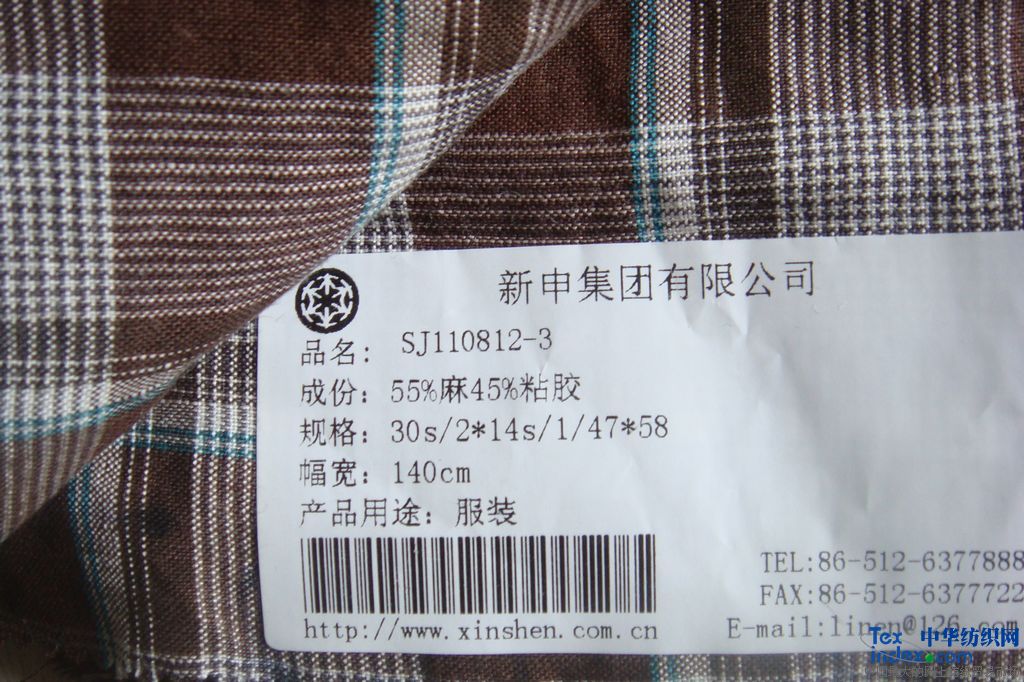 新申集团有限公司
品名: SJ110812-3
成份: 55%麻45%粘胶
规格: 30s/2*14s/1/47*58
幅宽: 140cm
产品用途: 服装
http://www.xinshen.com.cn
TEL:86-512-6377888
FAX:86-512-6377722
E-mail:linen@126.com
Tex 中华纺织网
index.com